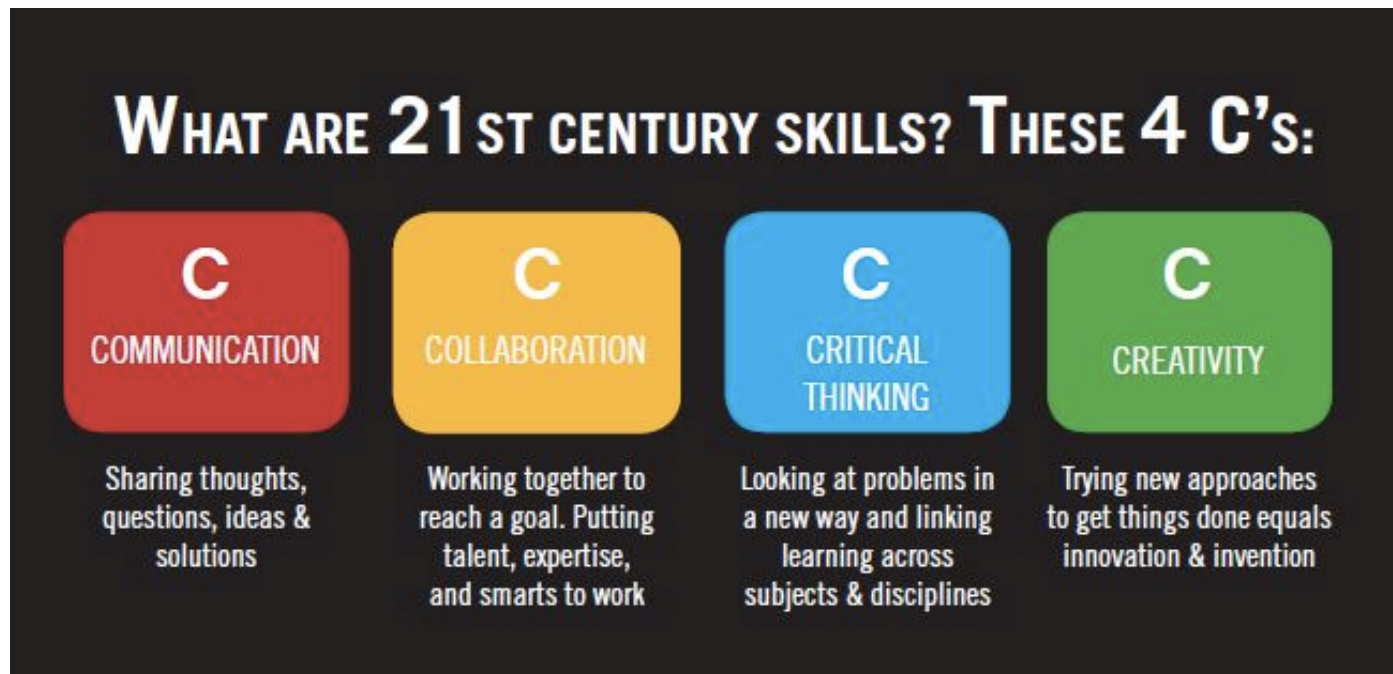 WHAT ARE 21ST CENTURY SKILLS? THESE 4 C'S:
C
COMMUNICATION
Sharing thoughts,
questions, ideas &
solutions
C
COLLABORATION
Working together to
reach a goal. Putting
talent, expertise,
and smarts to work
C
CRITICAL
THINKING
Looking at problems in
a new way and linking
learning across
subjects & disciplines
C
CREATIVITY
Trying new approaches
to get things done equals
innovation & invention